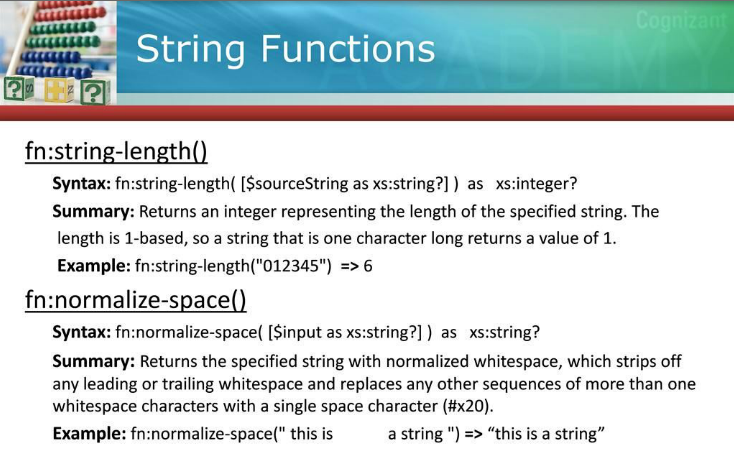 Cognizant
String Functions
ACADEMY
fn:string-length()
Syntax: fn:string-length( [$sourceString as xs:string?] ) as xs:integer?
Summary: Returns an integer representing the length of the specified string. The
length is 1-based, so a string that is one character long returns a value of 1.
Example: fn:string-length("012345") => 6
fn:normalize-space()
Syntax: fn:normalize-space( [$input as xs:string?] ) as xs:string?
Summary: Returns the specified string with normalized whitespace, which strips off
any leading or trailing whitespace and replaces any other sequences of more than one
whitespace characters with a single space character (#x20).
Example: fn:normalize-space(" this is a string ") => “this is a string”